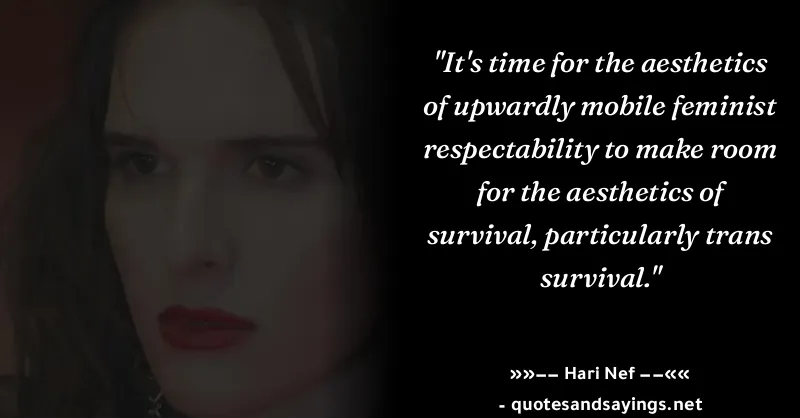 "It's time for the aesthetics
of upwardly mobile feminist
respectability to make room
for the aesthetics of
survival, particularly trans
survival."
»»−− Hari Nef −−««
- quotesandsayings.net